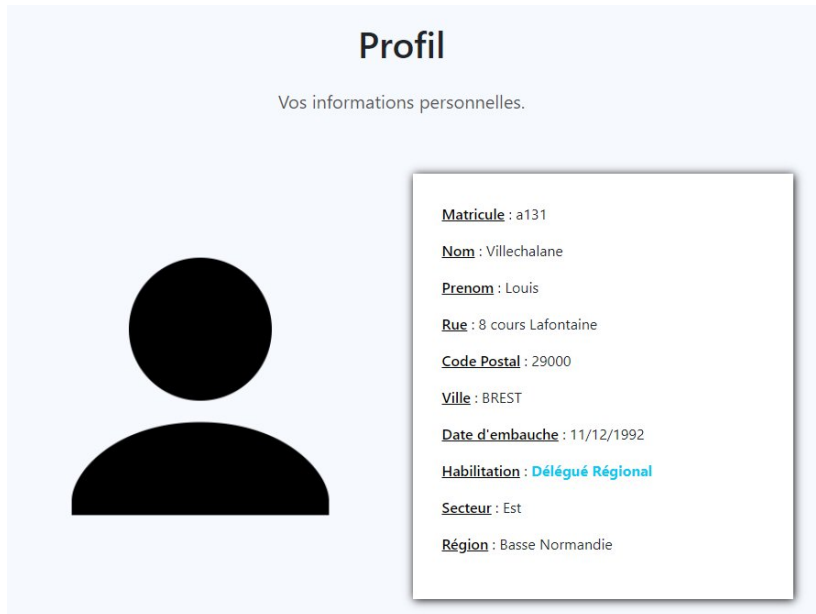 Profil
Vos informations personnelles.
Matricule : a131
Nom : Villechalane
Prenom : Louis
Rue : 8 cours Lafontaine
Code Postal : 29000
Ville : BREST
Date d'embauche : 11/12/1992
Habilitation : Délégué Régional
Secteur : Est
Région : Basse Normandie